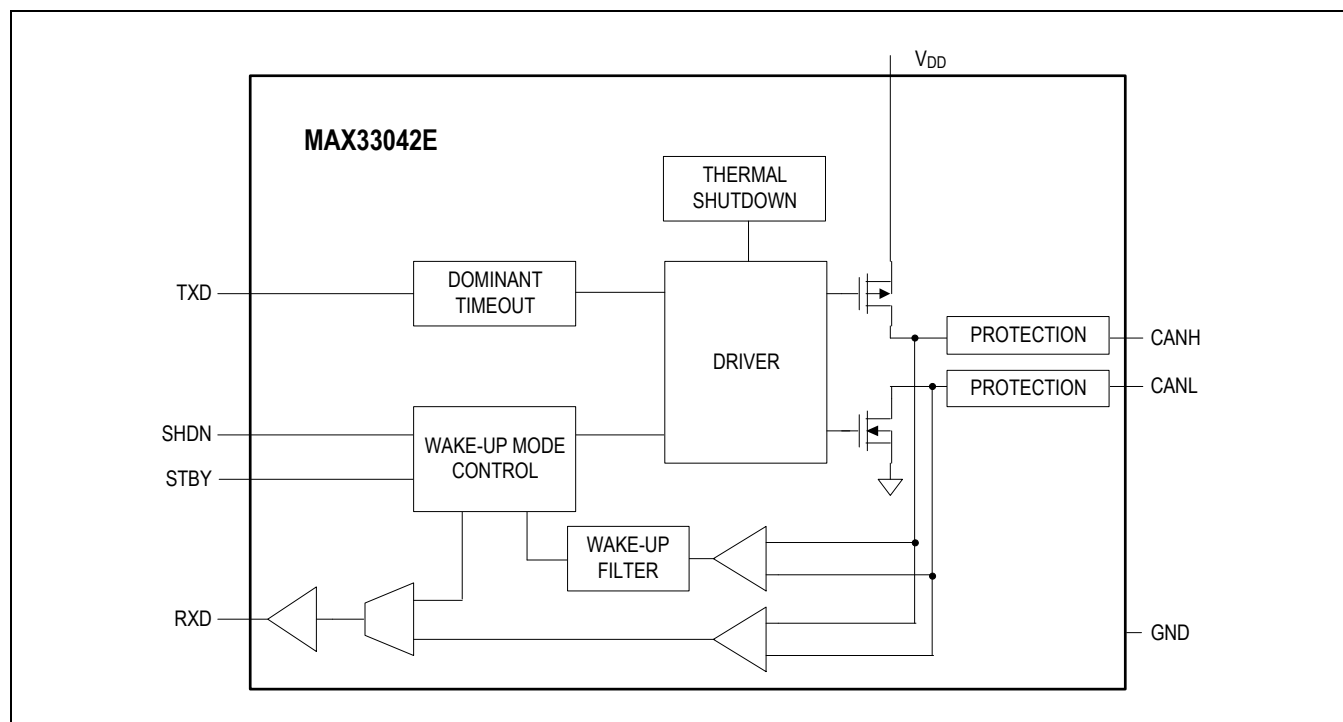 VDD
MAX33042E
THERMAL
SHUTDOWN
TXD
DOMINANT
TIMEOUT
DRIVER
PROTECTION
CANH
PROTECTION
CANL
SHDN
STBY
WAKE-UP MODE
CONTROL
WAKE-UP
FILTER
RXD
GND